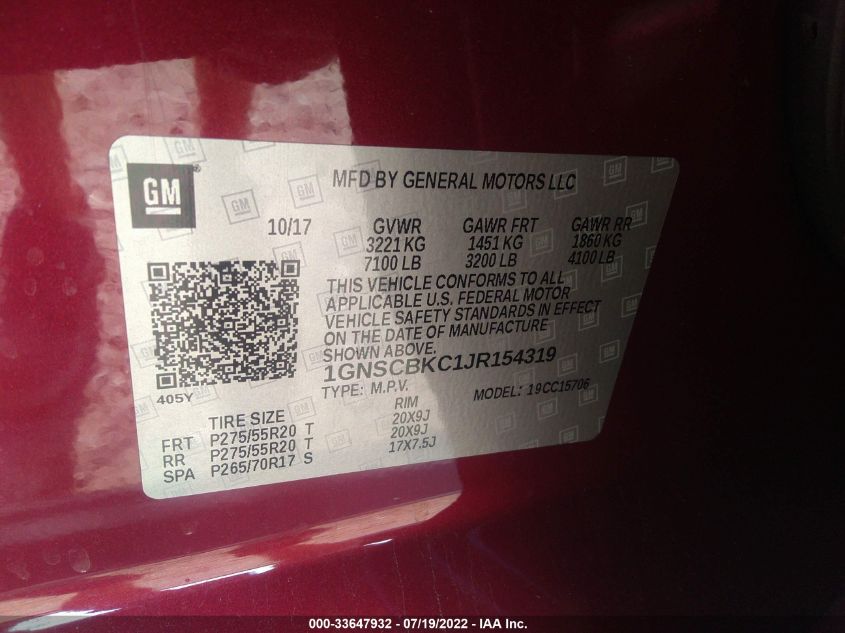 GM
MFD BY GENERAL MOTORS LLC
10/17 GVWR GAWR FRT GAWR RR
3221 KG 1451 KG 1860 KG
7100 LB 3200 LB 4100 LB
THIS VEHICLE CONFORMS TO ALL
APPLICABLE U.S. FEDERAL MOTOR
VEHICLE SAFETY STANDARDS IN EFFECT
ON THE DATE OF MANUFACTURE
SHOWN ABOVE.
1GNSCBKC1JR154319
TYPE: M.P.V. MODEL: 19CC15706
405Y
TIRE SIZE RIM
FRT P275/55R20 T 20X9J
RR P275/55R20 T 20X9J
SPA P265/70R17 S 17X7.5J
000-33647932 - 07/19/2022 - IAA Inc.